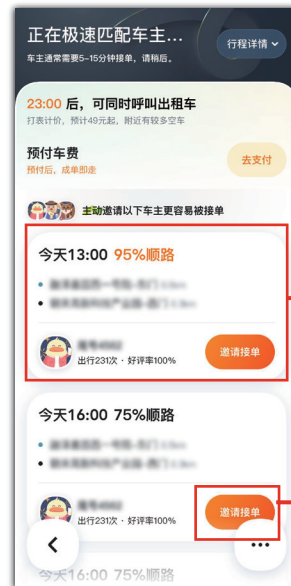 正在极速匹配车主...
行程详情
车主通常需要5-15分钟接单，请稍后。
23:00 后，可同时呼叫出租车
打表计价，预计49元起，附近有较多空车
预付车费
预付后，成单即走
去支付
主动邀请以下车主更容易被接单
今天13:00 95%顺路
出行231次 · 好评率100%
邀请接单
今天16:00 75%顺路
出行231次 · 好评率100%
邀请接单
今天16:00 75%顺路